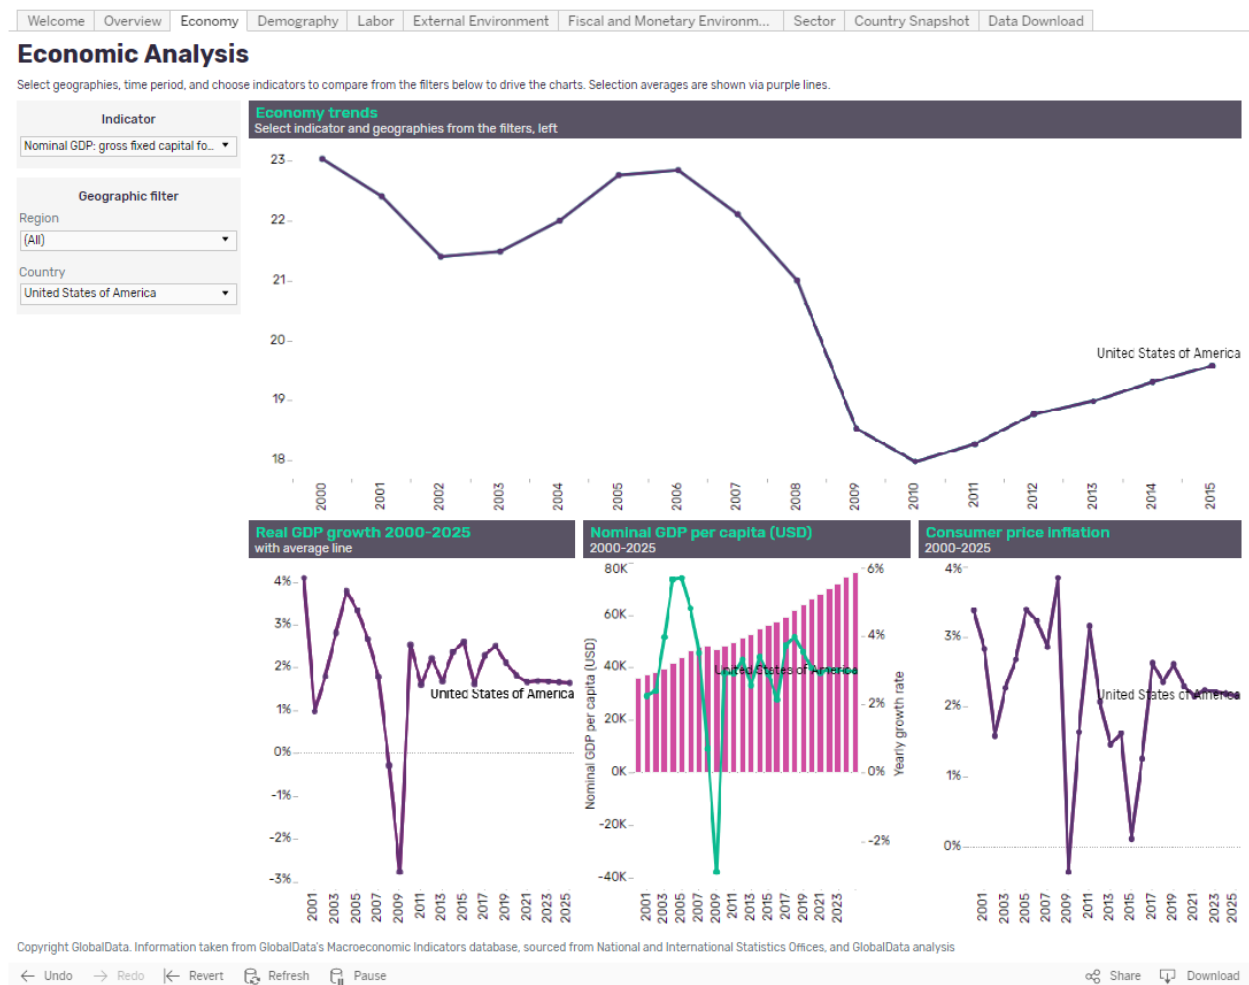 Welcome Overview Economy Demography Labor External Environment Fiscal and Monetary Environm... Sector Country Snapshot Data Download
Economic Analysis
Select geographies, time period, and choose indicators to compare from the filters below to drive the charts. Selection averages are shown via purple lines.
Indicator
Nominal GDP: gross fixed capital fo...
Geographic filter
Region
(All)
Country
United States of America
Economy trends
Select indicator and geographies from the filters, left
23
22
21
20
19
18
United States of America
2000 2001 2002 2003 2004 2005 2006 2007 2008 2009 2010 2011 2012 2013 2014 2015
Real GDP growth 2000-2025
with average line
4%
3%
2%
1%
0%
-1%
-2%
-3%
United States of America
2001 2003 2005 2007 2009 2011 2013 2015 2017 2019 2021 2023 2025
Nominal GDP per capita (USD)
2000-2025
Nominal GDP per capita (USD)
80K
60K
40K
20K
0K
-20K
-40K
United States of America
6%
4%
2%
0%
-2%
Yearly growth rate
2001 2003 2005 2007 2009 2011 2013 2015 2017 2019 2021 2023
Consumer price inflation
2000-2025
4%
3%
2%
1%
0%
United States of America
2001 2003 2005 2007 2009 2011 2013 2015 2017 2019 2021 2023 2025
Copyright GlobalData. Information taken from GlobalData's Macroeconomic Indicators database, sourced from National and International Statistics Offices, and GlobalData analysis
Undo Redo Revert Refresh Pause Share Download